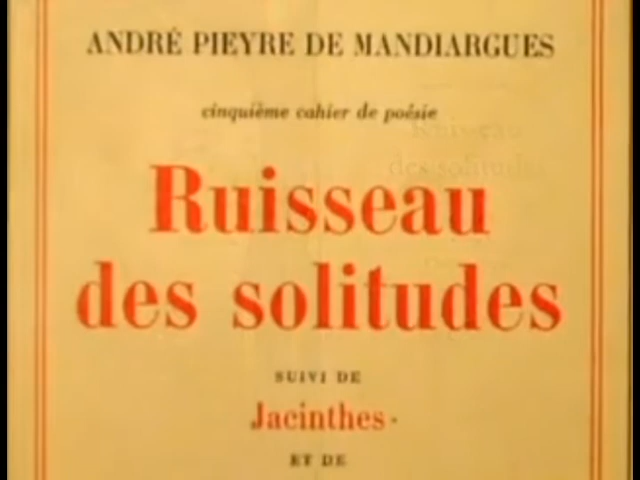 ANDRÉ PIEYRE DE MANDIARGUES
cinquième cahier de poésie
Ruisseau
des solitudes
SUIVI DE
Jacinthes
ET DE